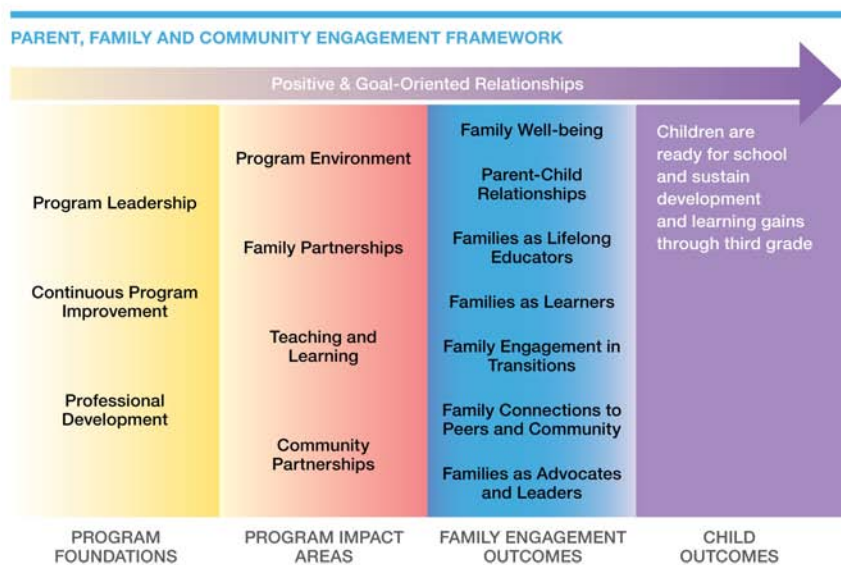 PARENT, FAMILY AND COMMUNITY ENGAGEMENT FRAMEWORK
Positive & Goal-Oriented Relationships
Program Leadership
Continuous Program
Improvement
Professional
Development
PROGRAM
FOUNDATIONS
Program Environment
Family Partnerships
Teaching and
Learning
Community
Partnerships
PROGRAM IMPACT
AREAS
Family Well-being
Parent-Child
Relationships
Families as Lifelong
Educators
Families as Learners
Family Engagement in
Transitions
Family Connections to
Peers and Community
Families as Advocates
and Leaders
FAMILY ENGAGEMENT
OUTCOMES
Children are
ready for school
and sustain
development
and learning gains
through third grade
CHILD
OUTCOMES